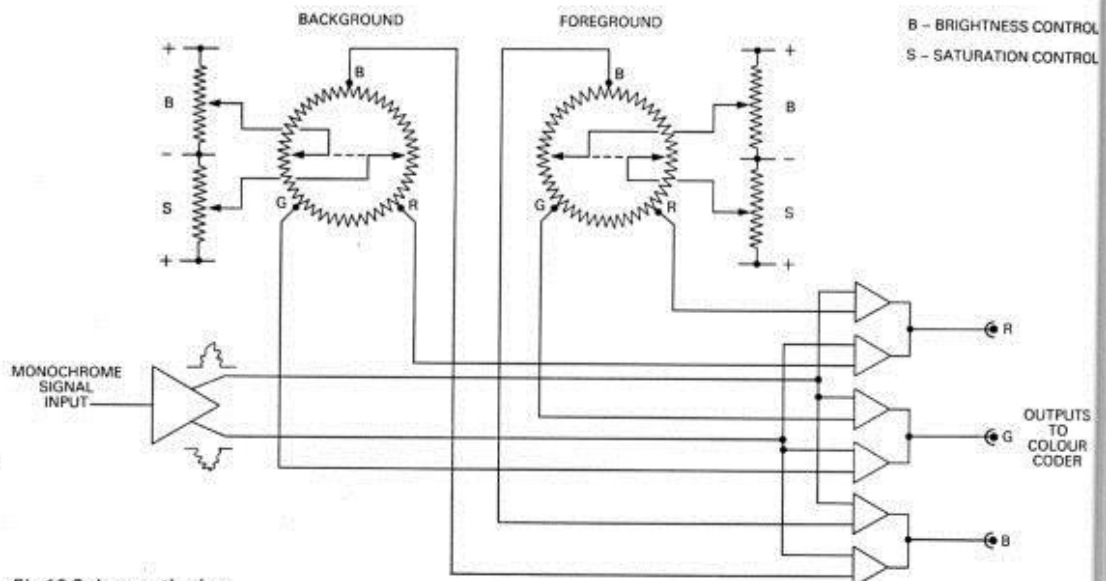 BACKGROUND
FOREGROUND
B – BRIGHTNESS CONTROL
S – SATURATION CONTROL
+
B
–
S
+
B
G
R
B
G
R
+
B
–
S
+
MONOCHROME
SIGNAL
INPUT
R
G
B
OUTPUTS
TO
COLOUR
CODER